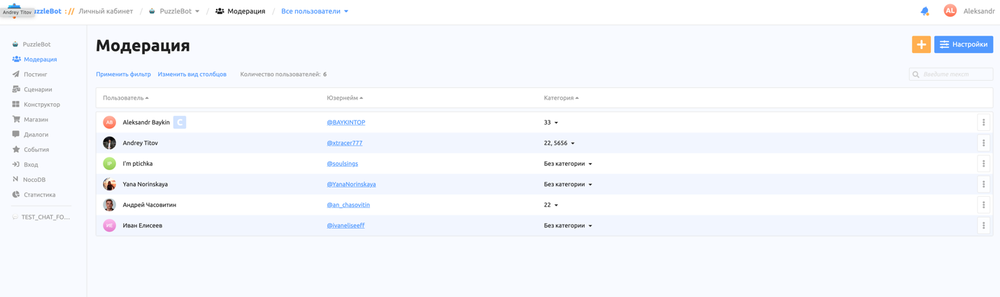 Andrey Titov
PuzzleBot :// Личный кабинет / PuzzleBot / Модерация / Все пользователи
AL Aleksandr
PuzzleBot
Модерация
Постинг
Сценарии
Конструктор
Магазин
Диалоги
События
Вход
N NocoDB
Статистика
TEST_CHAT_FO...
Модерация
+ Настройки
Применить фильтр Изменить вид столбцов Количество пользователей: 6
Введите текст
Пользователь Юзернейм Категория
AB Aleksandr Baykin C @BAYKINTOP 33
Andrey Titov @xtracer777 22, 5656
IP I'm ptichka @soulsings Без категории
Yana Norinskaya @YanaNorinskaya Без категории
Андрей Часовитин @an_chasovitin 22
ИЕ Иван Елисеев @ivaneliseeff Без категории